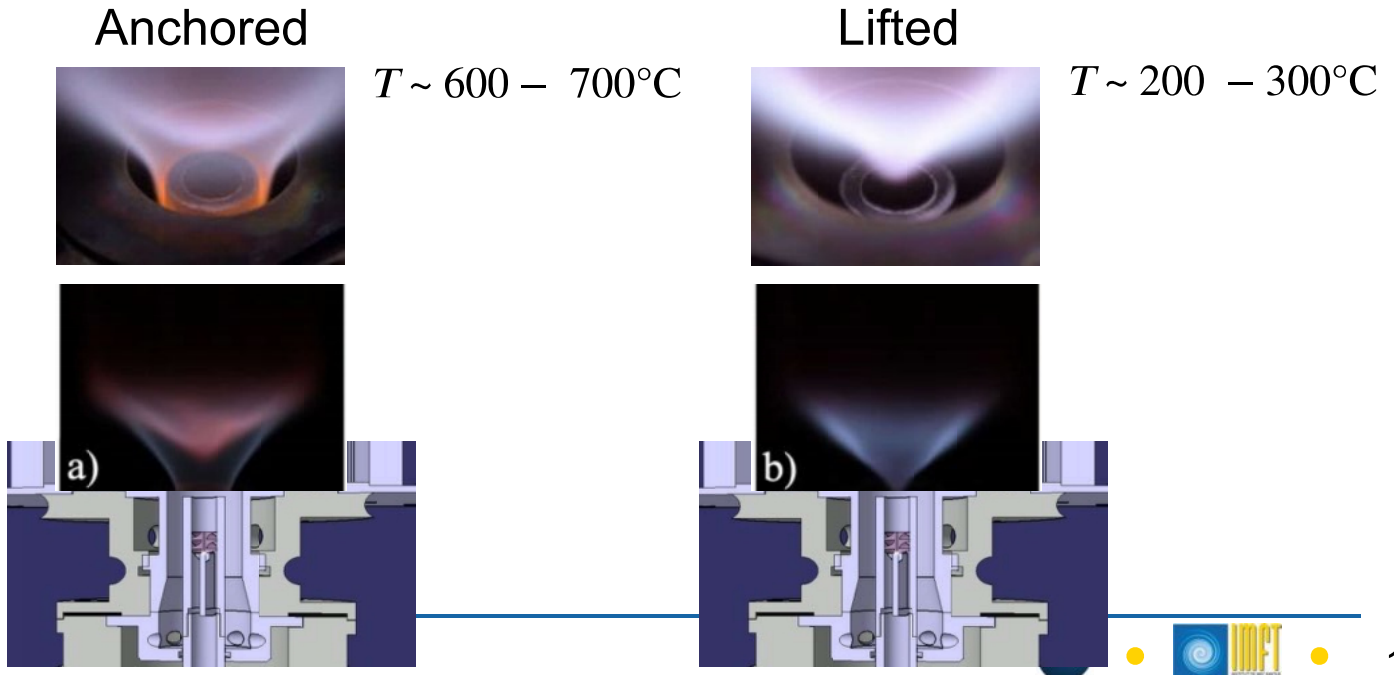 Anchored
Lifted
T ~ 600 – 700°C
T ~ 200 – 300°C
a)
b)
IMFT